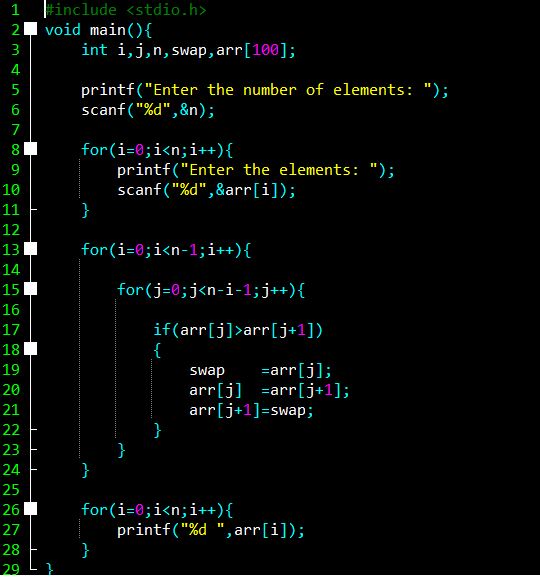 1 #include <stdio.h>
2 void main(){
3     int i,j,n,swap,arr[100];
4
5     printf("Enter the number of elements: ");
6     scanf("%d",&n);
7
8     for(i=0;i<n;i++){
9         printf("Enter the elements: ");
10         scanf("%d",&arr[i]);
11     }
12
13     for(i=0;i<n-1;i++){
14
15         for(j=0;j<n-i-1;j++){
16
17             if(arr[j]>arr[j+1])
18             {
19                 swap    =arr[j];
20                 arr[j]  =arr[j+1];
21                 arr[j+1]=swap;
22             }
23         }
24     }
25
26     for(i=0;i<n;i++){
27         printf("%d ",arr[i]);
28     }
29 }